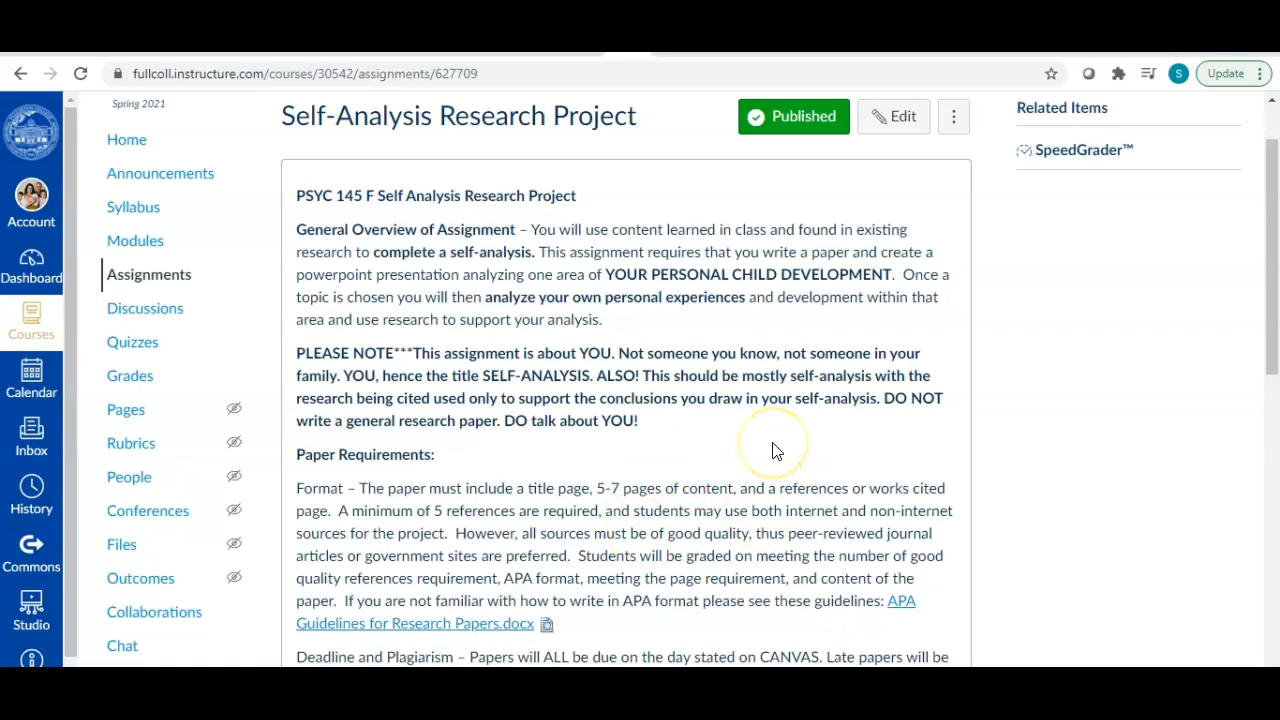 fullcoll.instructure.com/courses/30542/assignments/627709
S
Update
Account
Dashboard
Courses
Calendar
Inbox
History
Commons
Studio
Spring 2021
Home
Announcements
Syllabus
Modules
Assignments
Discussions
Quizzes
Grades
Pages
Rubrics
People
Conferences
Files
Outcomes
Collaborations
Chat
Self-Analysis Research Project
Published
Edit
PSYC 145 F Self Analysis Research Project
General Overview of Assignment – You will use content learned in class and found in existing
research to complete a self-analysis. This assignment requires that you write a paper and create a
powerpoint presentation analyzing one area of YOUR PERSONAL CHILD DEVELOPMENT. Once a
topic is chosen you will then analyze your own personal experiences and development within that
area and use research to support your analysis.
PLEASE NOTE***This assignment is about YOU. Not someone you know, not someone in your
family. YOU, hence the title SELF-ANALYSIS. ALSO! This should be mostly self-analysis with the
research being cited used only to support the conclusions you draw in your self-analysis. DO NOT
write a general research paper. DO talk about YOU!
Paper Requirements:
Format – The paper must include a title page, 5-7 pages of content, and a references or works cited
page. A minimum of 5 references are required, and students may use both internet and non-internet
sources for the project. However, all sources must be of good quality, thus peer-reviewed journal
articles or government sites are preferred. Students will be graded on meeting the number of good
quality references requirement, APA format, meeting the page requirement, and content of the
paper. If you are not familiar with how to write in APA format please see these guidelines: APA
Guidelines for Research Papers.docx
Deadline and Plagiarism – Papers will ALL be due on the day stated on CANVAS. Late papers will be
Related Items
SpeedGrader™